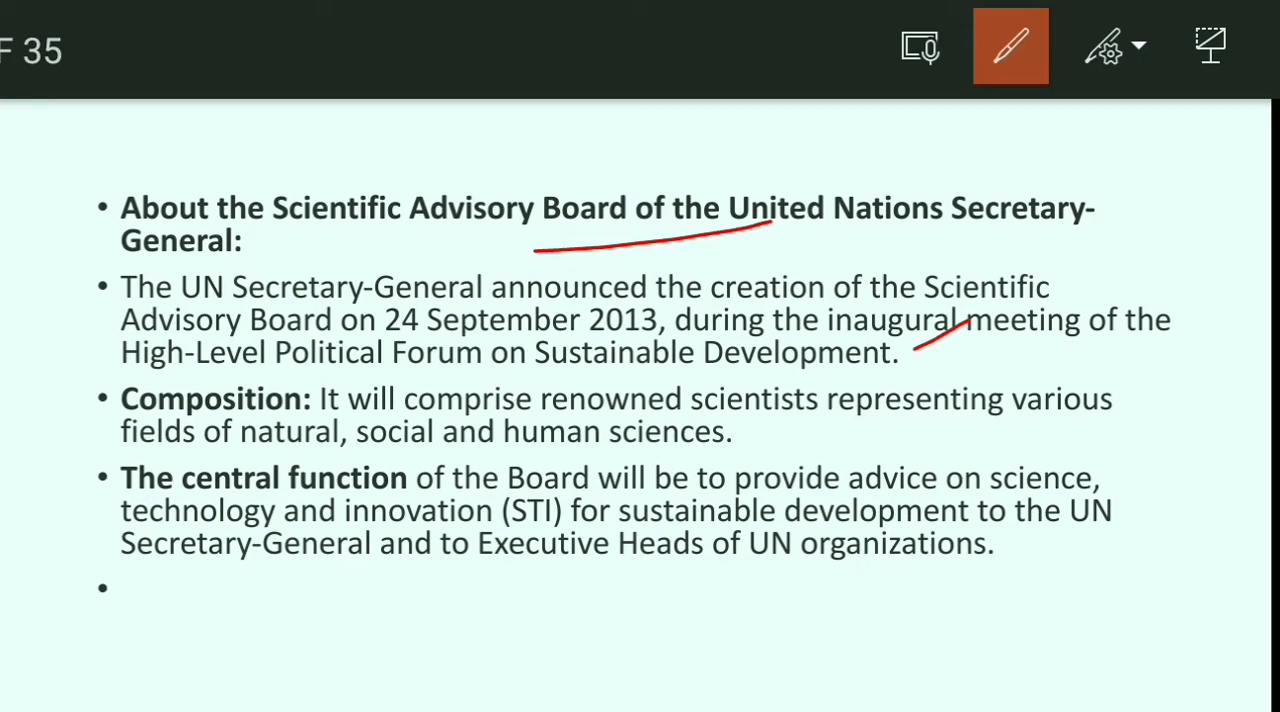 F 35
• About the Scientific Advisory Board of the United Nations Secretary-
General:
• The UN Secretary-General announced the creation of the Scientific
Advisory Board on 24 September 2013, during the inaugural meeting of the
High-Level Political Forum on Sustainable Development.
• Composition: It will comprise renowned scientists representing various
fields of natural, social and human sciences.
• The central function of the Board will be to provide advice on science,
technology and innovation (STI) for sustainable development to the UN
Secretary-General and to Executive Heads of UN organizations.
•